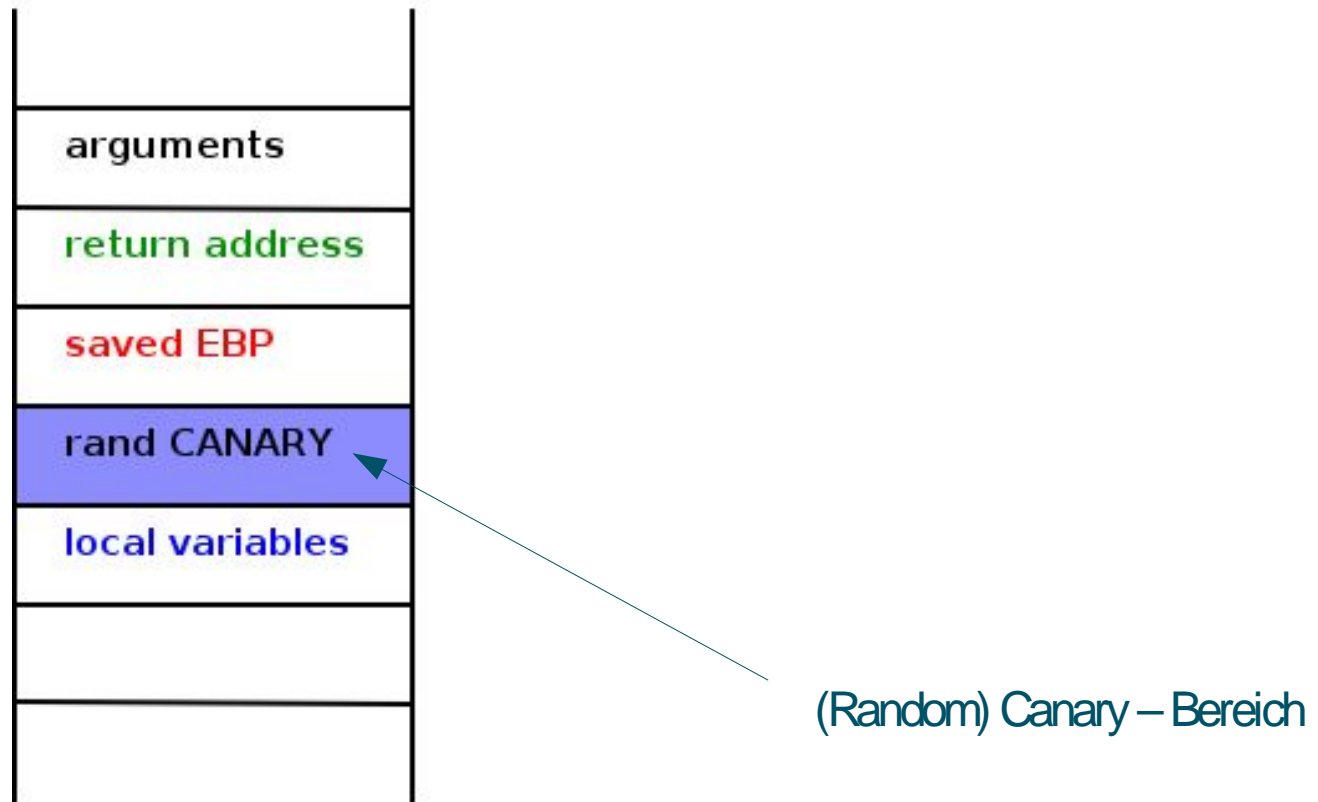 arguments
return address
saved EBP
rand CANARY
local variables
(Random) Canary – Bereich